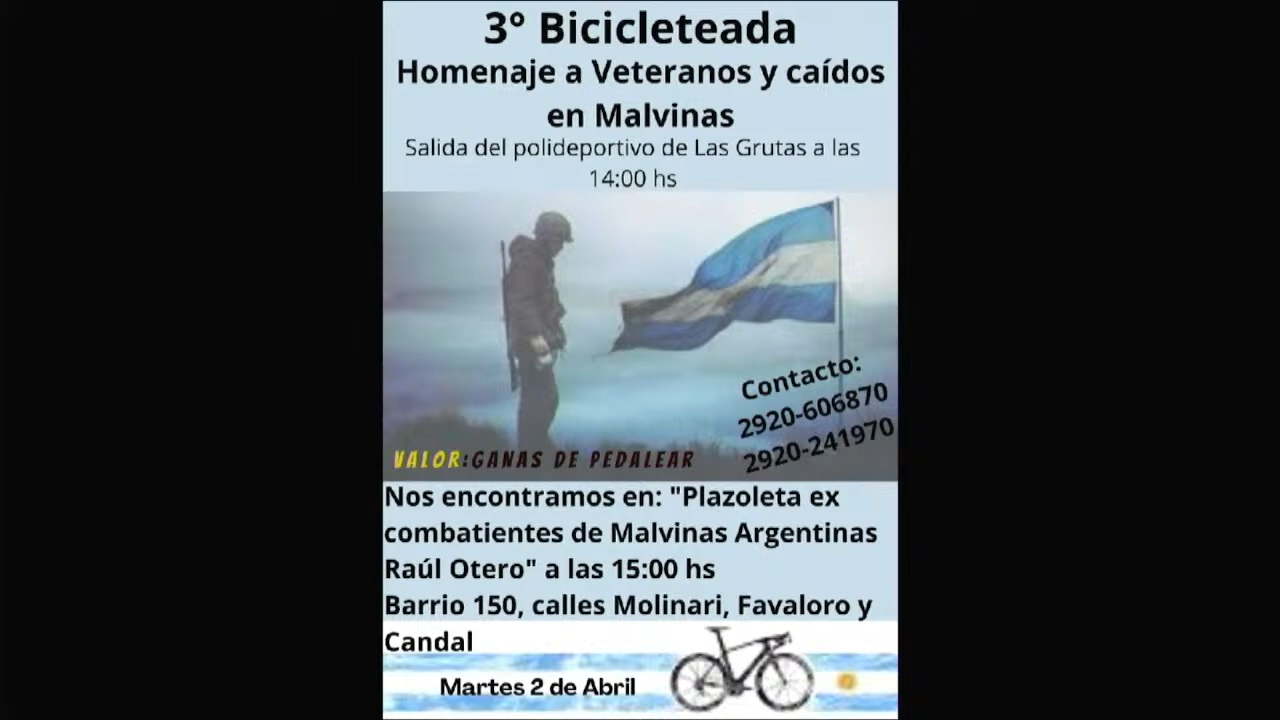 3° Bicicleteada
Homenaje a Veteranos y caídos
en Malvinas
Salida del polideportivo de Las Grutas a las
14:00 hs
Contacto:
2920-606870
2920-241970
VALOR:GANAS DE PEDALEAR
Nos encontramos en: "Plazoleta ex
combatientes de Malvinas Argentinas
Raúl Otero" a las 15:00 hs
Barrio 150, calles Molinari, Favaloro y
Candal
Martes 2 de Abril